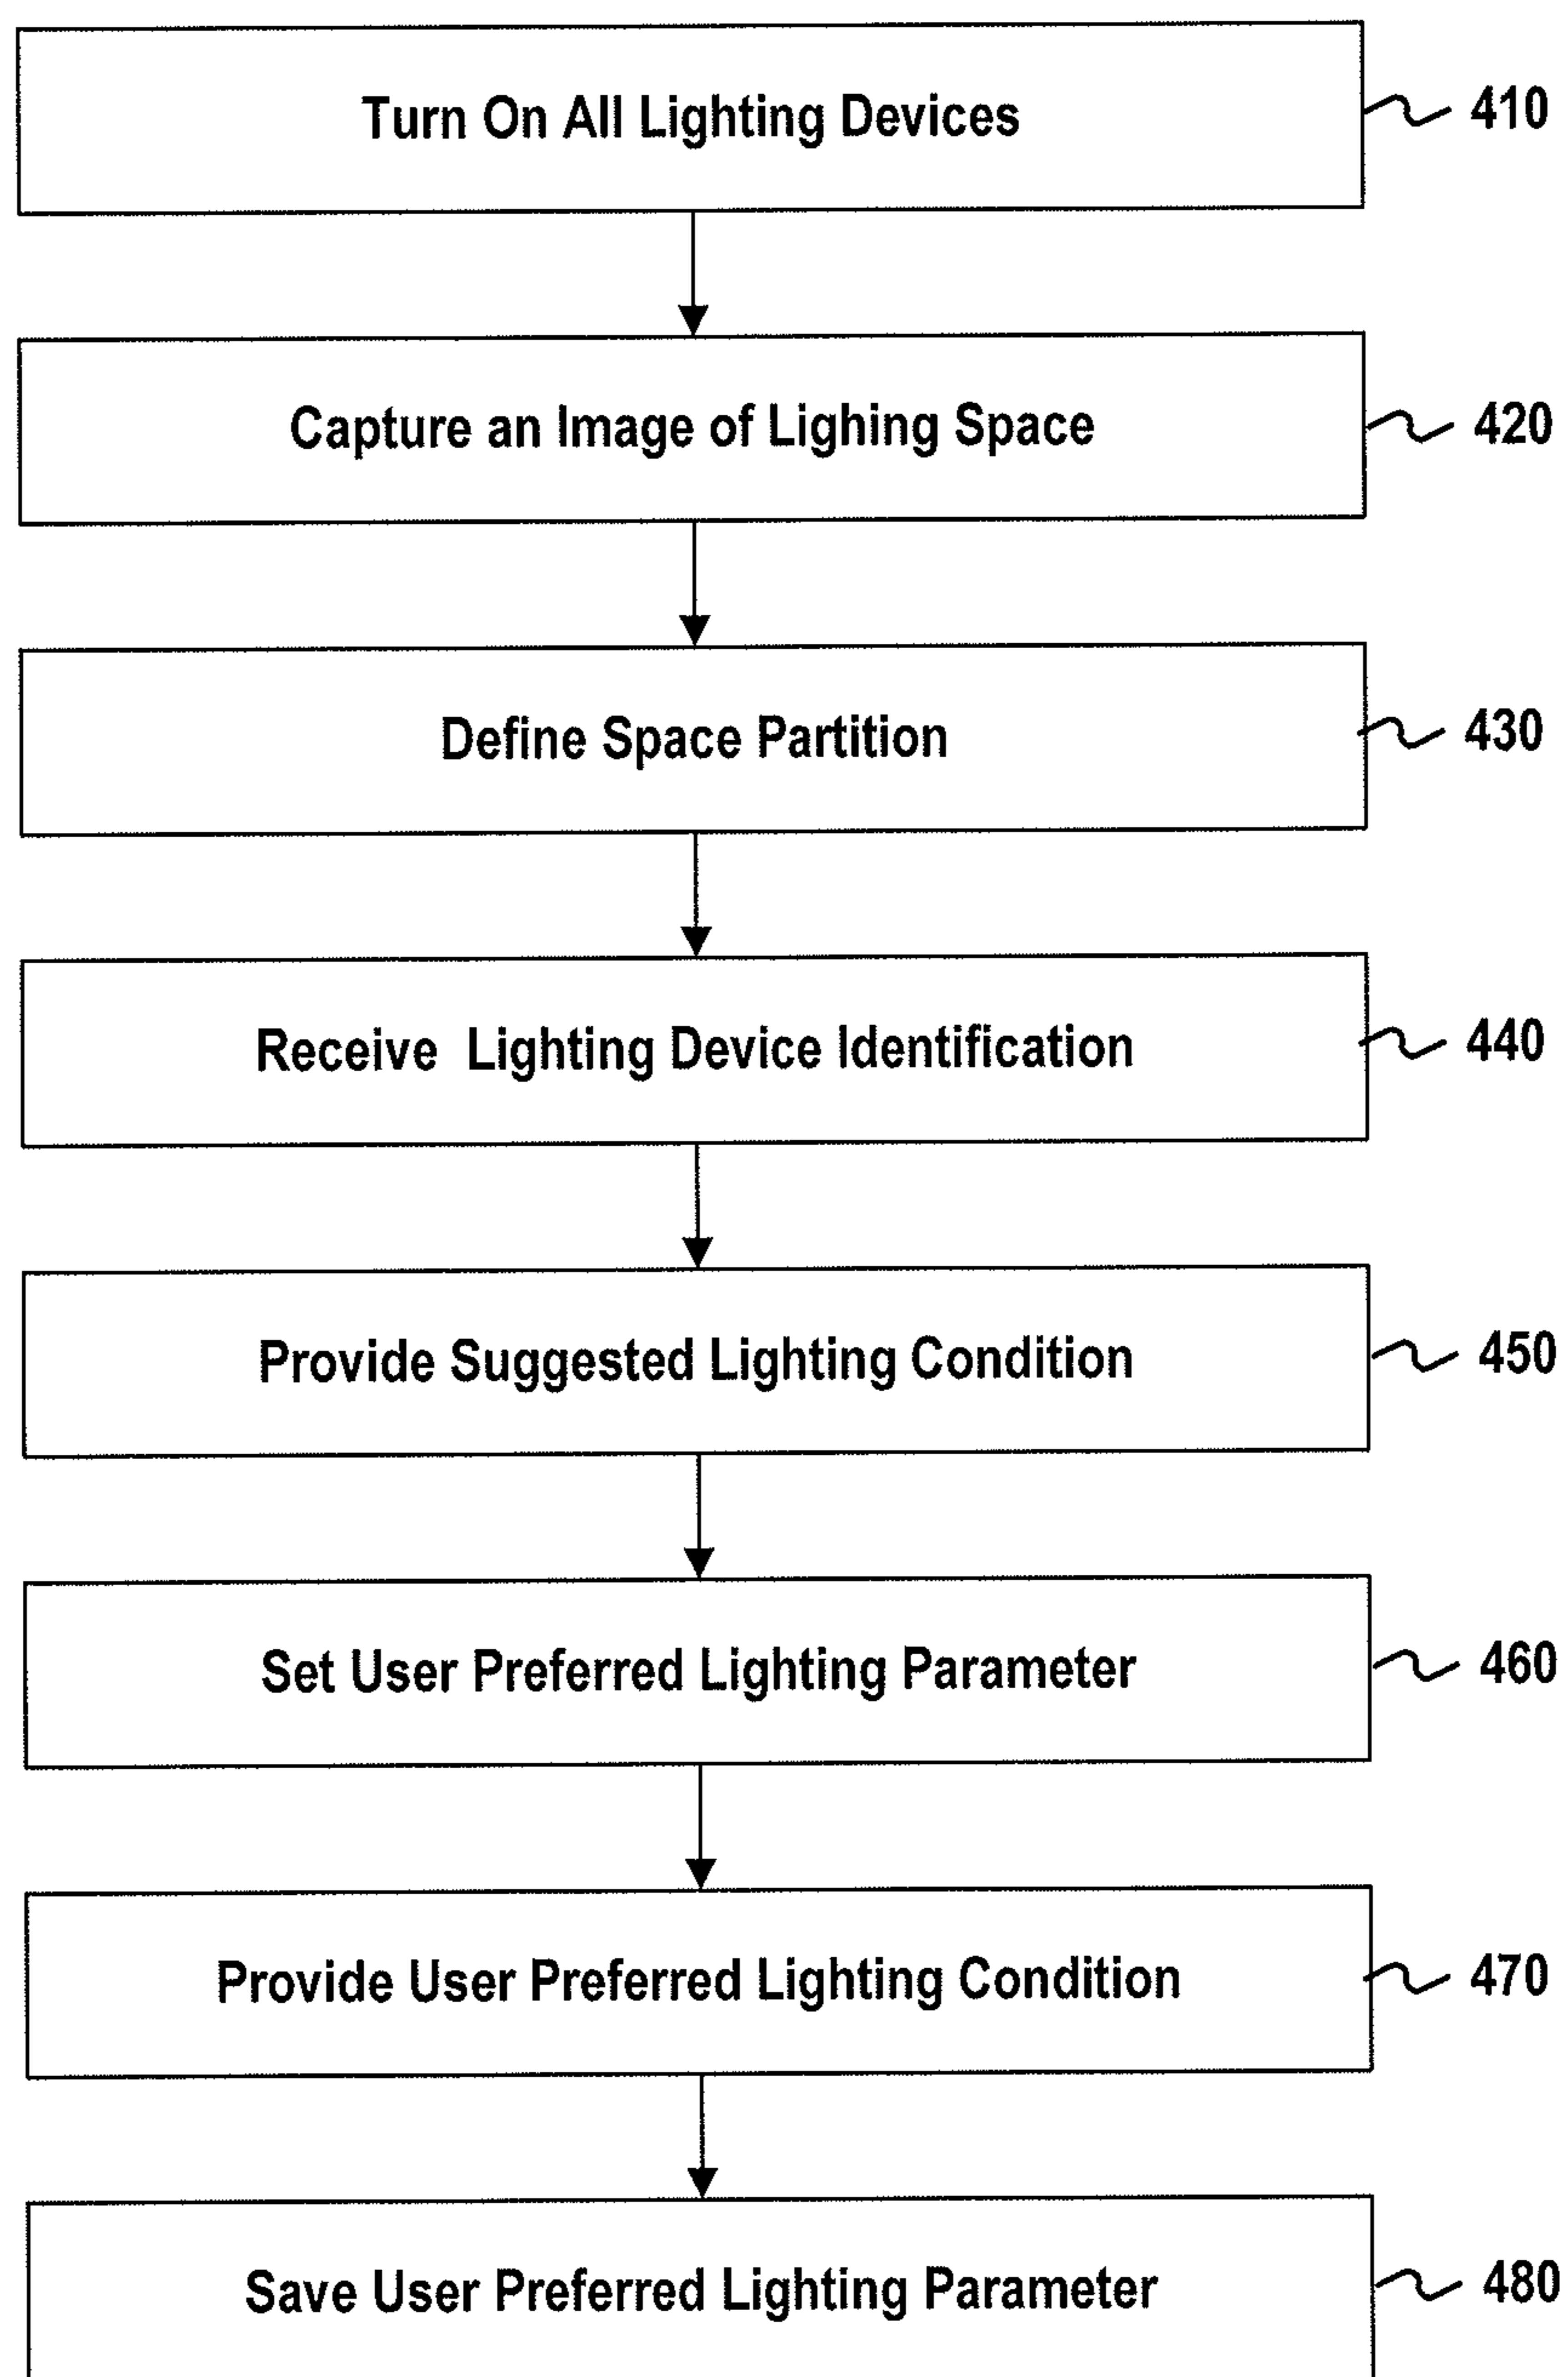 Turn On All Lighting Devices 410
Capture an Image of Lighing Space 420
Define Space Partition 430
Receive Lighting Device Identification 440
Provide Suggested Lighting Condition 450
Set User Preferred Lighting Parameter 460
Provide User Preferred Lighting Condition 470
Save User Preferred Lighting Parameter 480